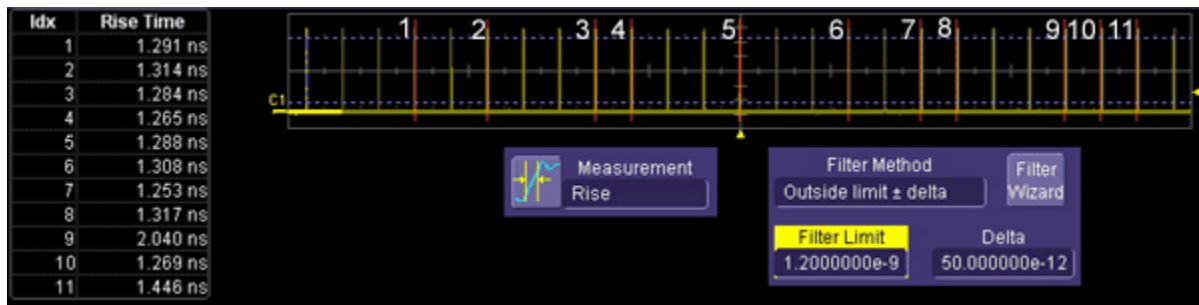 Idx Rise Time
1 1.291 ns
2 1.314 ns
3 1.284 ns
4 1.265 ns
5 1.288 ns
6 1.308 ns
7 1.253 ns
8 1.317 ns
9 2.040 ns
10 1.269 ns
11 1.446 ns
1 2 3 4 5 6 7 8 9 10 11
C1
Measurement
Rise
Filter Method
Outside limit ± delta
Filter Wizard
Filter Limit
1.2000000e-9
Delta
50.000000e-12